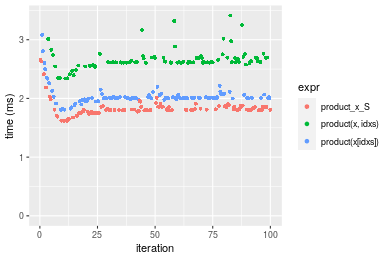 3
2
1
0
time (ms)
0
25
50
75
100
iteration
expr
product_x_S
product(x, idxs)
product(x[idxs])